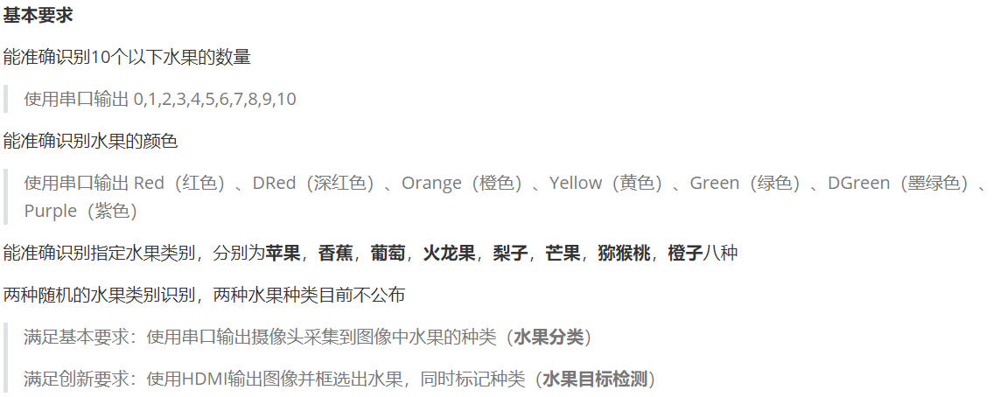 基本要求
能准确识别10个以下水果的数量
使用串口输出 0,1,2,3,4,5,6,7,8,9,10
能准确识别水果的颜色
使用串口输出 Red（红色）、DRed（深红色）、Orange（橙色）、Yellow（黄色）、Green（绿色）、DGreen（墨绿色）、
Purple（紫色）
能准确识别指定水果类别，分别为苹果，香蕉，葡萄，火龙果，梨子，芒果，猕猴桃，橙子八种
两种随机的水果类别识别，两种水果种类目前不公布
满足基本要求：使用串口输出摄像头采集到图像中水果的种类（水果分类）
满足创新要求：使用HDMI输出图像并框选出水果，同时标记种类（水果目标检测）